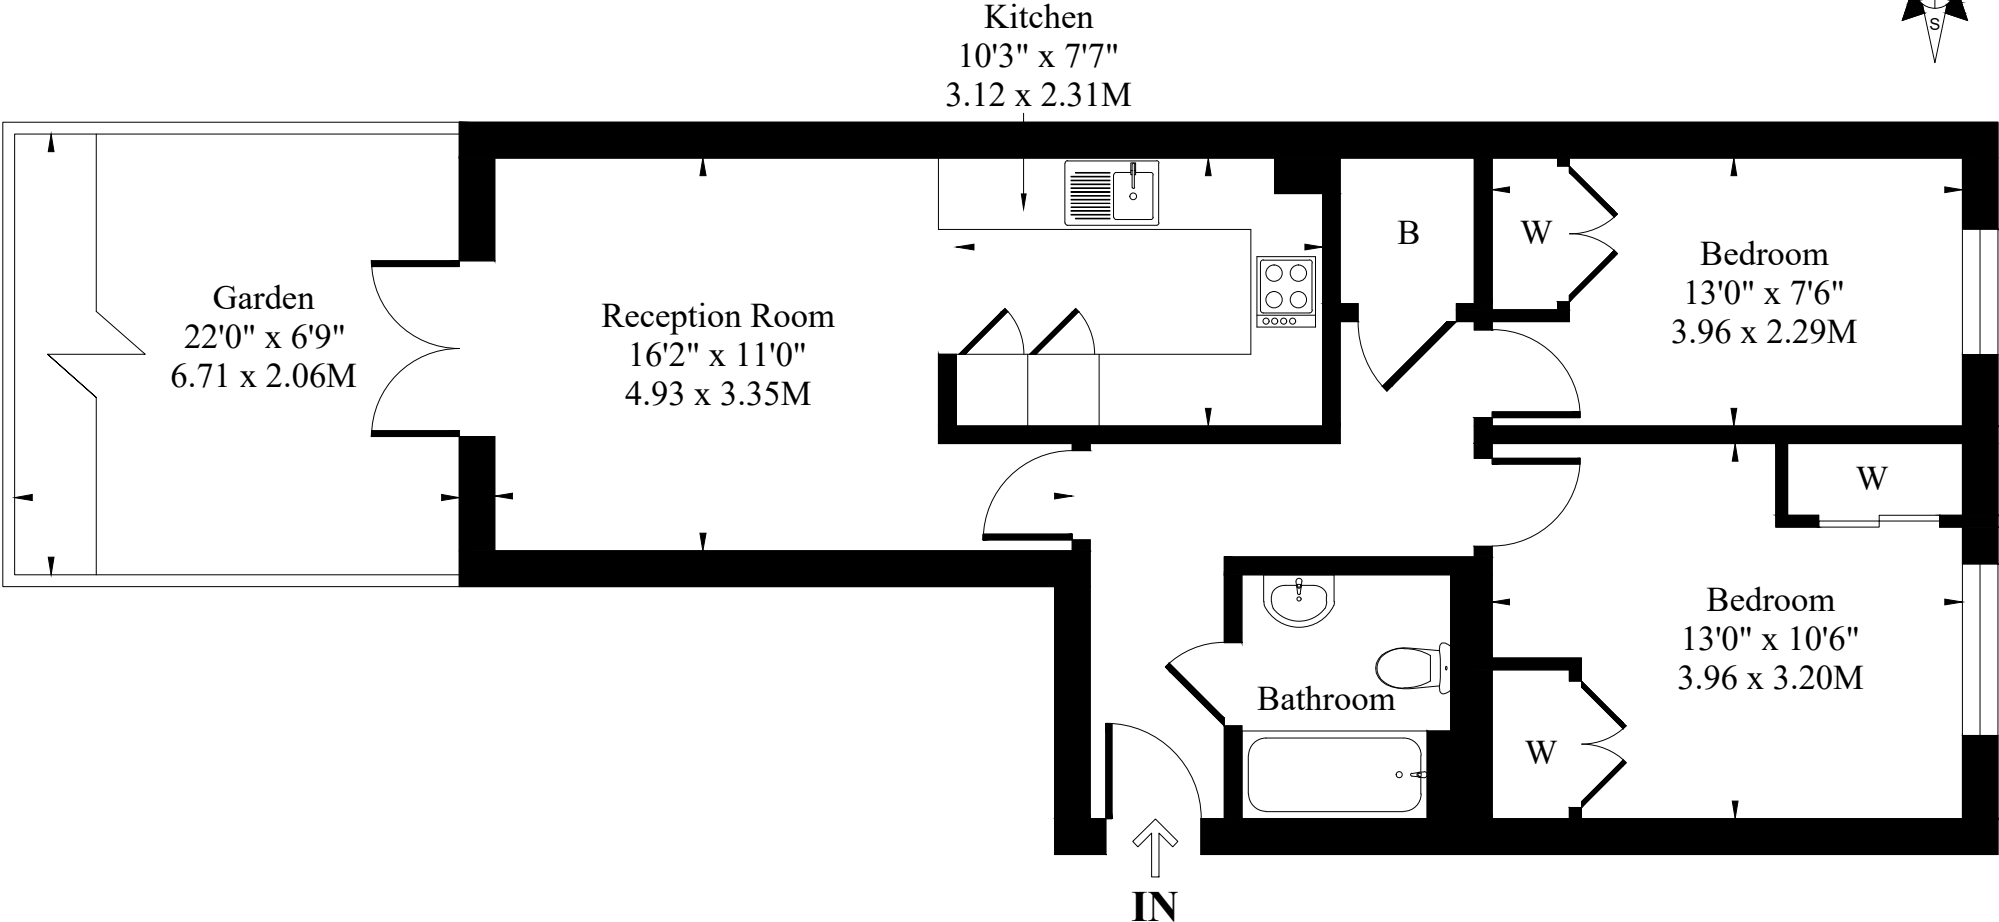 Kitchen
10'3" x 7'7"
3.12 x 2.31M
S
Garden
22'0" x 6'9"
6.71 x 2.06M
Reception Room
16'2" x 11'0"
4.93 x 3.35M
B
W
Bedroom
13'0" x 7'6"
3.96 x 2.29M
W
Bedroom
13'0" x 10'6"
3.96 x 3.20M
Bathroom
W
IN